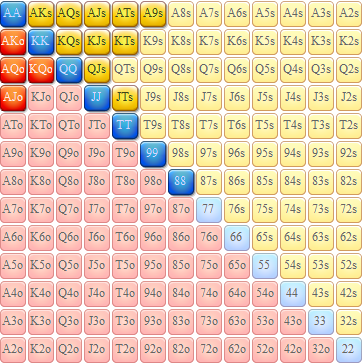 AA AKs AQs AJs ATs A9s A8s A7s A6s A5s A4s A3s A2s
AKo KK KQs KJs KTs K9s K8s K7s K6s K5s K4s K3s K2s
AQo KQo QQ QJs QTs Q9s Q8s Q7s Q6s Q5s Q4s Q3s Q2s
AJo KJo QJo JJ JTs J9s J8s J7s J6s J5s J4s J3s J2s
ATo KTo QTo JTo TT T9s T8s T7s T6s T5s T4s T3s T2s
A9o K9o Q9o J9o T9o 99 98s 97s 96s 95s 94s 93s 92s
A8o K8o Q8o J8o T8o 98o 88 87s 86s 85s 84s 83s 82s
A7o K7o Q7o J7o T7o 97o 87o 77 76s 75s 74s 73s 72s
A6o K6o Q6o J6o T6o 96o 86o 76o 66 65s 64s 63s 62s
A5o K5o Q5o J5o T5o 95o 85o 75o 65o 55 54s 53s 52s
A4o K4o Q4o J4o T4o 94o 84o 74o 64o 54o 44 43s 42s
A3o K3o Q3o J3o T3o 93o 83o 73o 63o 53o 43o 33 32s
A2o K2o Q2o J2o T2o 92o 82o 72o 62o 52o 42o 32o 22